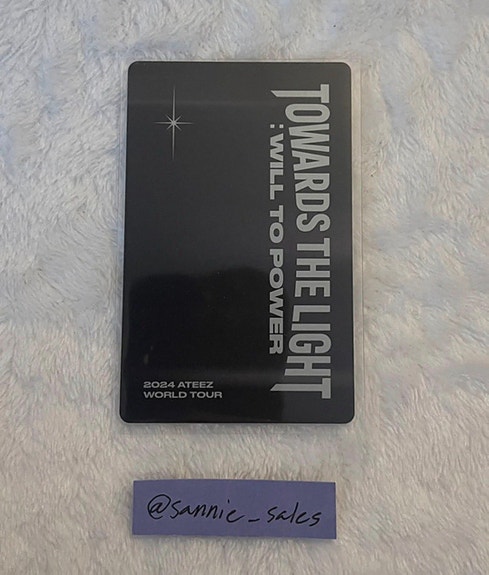 TOWARDS THE LIGHT
: WILL TO POWER
2024 ATEEZ
WORLD TOUR
@sannie_sales